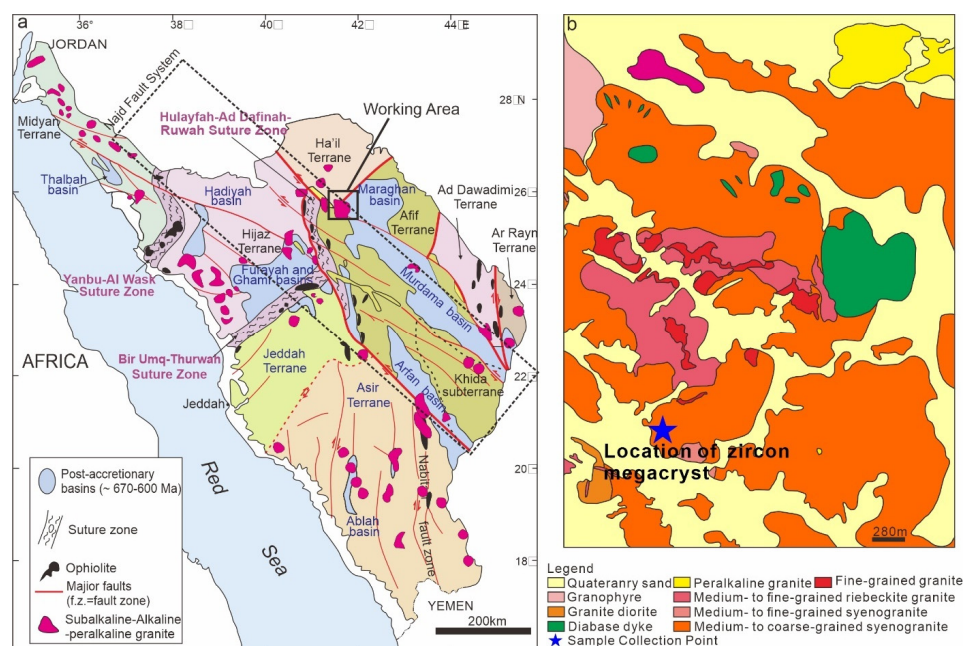 a
36°
38□
40□
42□
44□E
JORDAN
28□N
26□
24□
22□
20□
18□
Najd Fault System
Hulayfah-Ad Dafinah-
Ruwah Suture Zone
Working Area
Midyan
Terrane
Thalbah
basin
Ha'il
Terrane
Hadiyah
basin
Maraghan
basin
Ad Dawadimi
Terrane
Afif
Terrane
Ar Rayn
Terrane
Hijaz
Terrane
Furayah and
Ghamr basins
Yanbu-Al Wask
Suture Zone
Murdama basin
AFRICA
Bir Umq-Thurwah
Suture Zone
Jeddah
Terrane
Khida
subterrane
Jeddah
Asir
Terrane
Arfan basin
Red
Sea
Nabita
fault zone
Ablah
basin
YEMEN
200km
Post-accretionary
basins (~ 670-600 Ma)
Suture zone
Ophiolite
Major faults
(f.z.=fault zone)
Subalkaline-Alkaline
-peralkaline granite
b
Location of zircon
megacryst
280m
Legend
Quateranry sand
Peralkaline granite
Fine-grained granite
Granophyre
Medium- to fine-grained riebeckite granite
Granite diorite
Medium- to fine-grained syenogranite
Diabase dyke
Medium- to coarse-grained syenogranite
Sample Collection Point